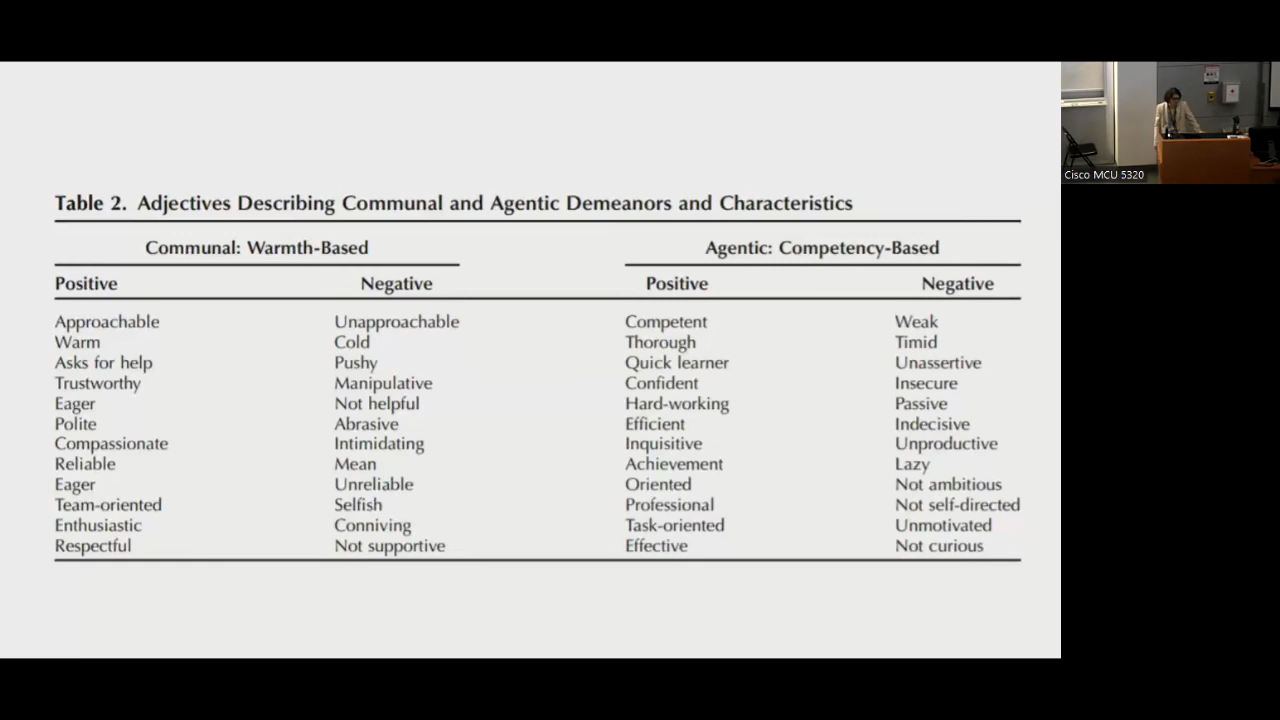 Table 2. Adjectives Describing Communal and Agentic Demeanors and Characteristics
Communal: Warmth-Based Agentic: Competency-Based
Positive Negative Positive Negative
Approachable Unapproachable Competent Weak
Warm Cold Thorough Timid
Asks for help Pushy Quick learner Unassertive
Trustworthy Manipulative Confident Insecure
Eager Not helpful Hard-working Passive
Polite Abrasive Efficient Indecisive
Compassionate Intimidating Inquisitive Unproductive
Reliable Mean Achievement Lazy
Eager Unreliable Oriented Not ambitious
Team-oriented Selfish Professional Not self-directed
Enthusiastic Conniving Task-oriented Unmotivated
Respectful Not supportive Effective Not curious
Cisco MCU 5320